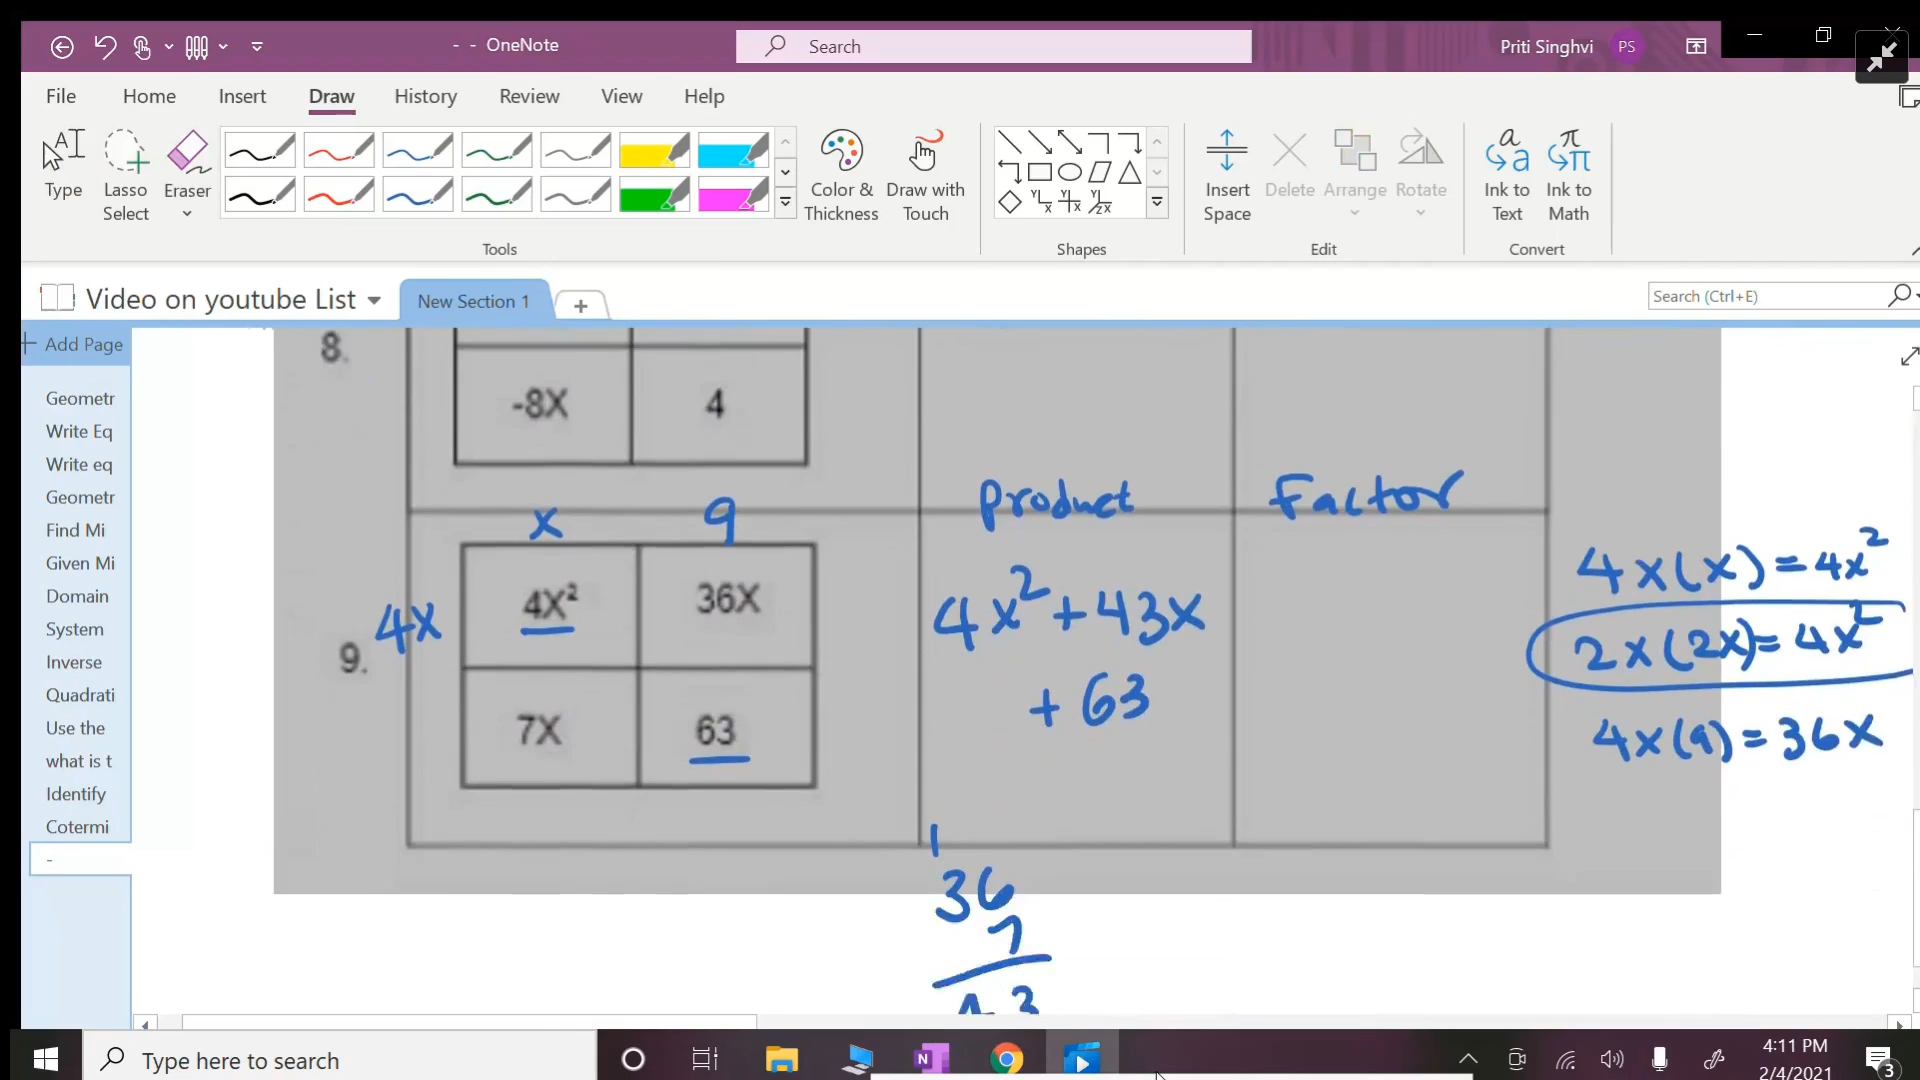 - - OneNote
Search
Priti Singhvi PS
File Home Insert Draw History Review View Help
Type
Lasso Select
Eraser
Color & Thickness
Draw with Touch
Insert Space
Delete
Arrange
Rotate
Ink to Text
Ink to Math
Tools
Shapes
Edit
Convert
Video on youtube List
New Section 1
+
Search (Ctrl+E)
+ Add Page
Geometr
Write Eq
Write eq
Geometr
Find Mi
Given Mi
Domain
System
Inverse
Quadrati
Use the
what is t
Identify
Cotermi
-
8.
-8X 4
Product Factor
x 9
4x
9.
4X² 36X
7X 63
4x² + 43x
+ 63
4x(x) = 4x²
2x(2x) = 4x²
4x(9) = 36x
1
36
7
43
Type here to search
4:11 PM
2/4/2021
3